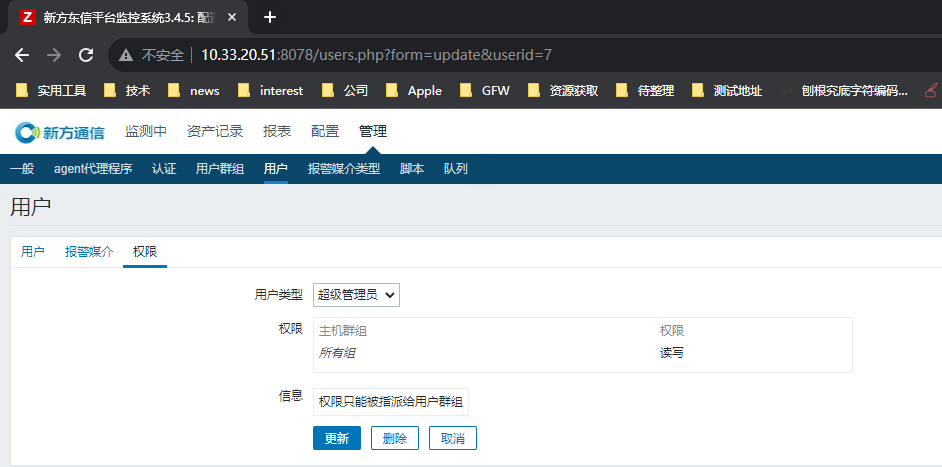 Z 新方东信平台监控系统3.4.5: 配
不安全 10.33.20.51:8078/users.php?form=update&userid=7
实用工具 技术 news interest 公司 Apple GFW 资源获取 待整理 测试地址 刨根究底字符编码...
新方通信 监测中 资产记录 报表 配置 管理
一般 agent代理程序 认证 用户群组 用户 报警媒介类型 脚本 队列
用户
用户 报警媒介 权限
用户类型 超级管理员
权限 主机群组 权限
所有组 读写
信息 权限只能被指派给用户群组
更新 删除 取消